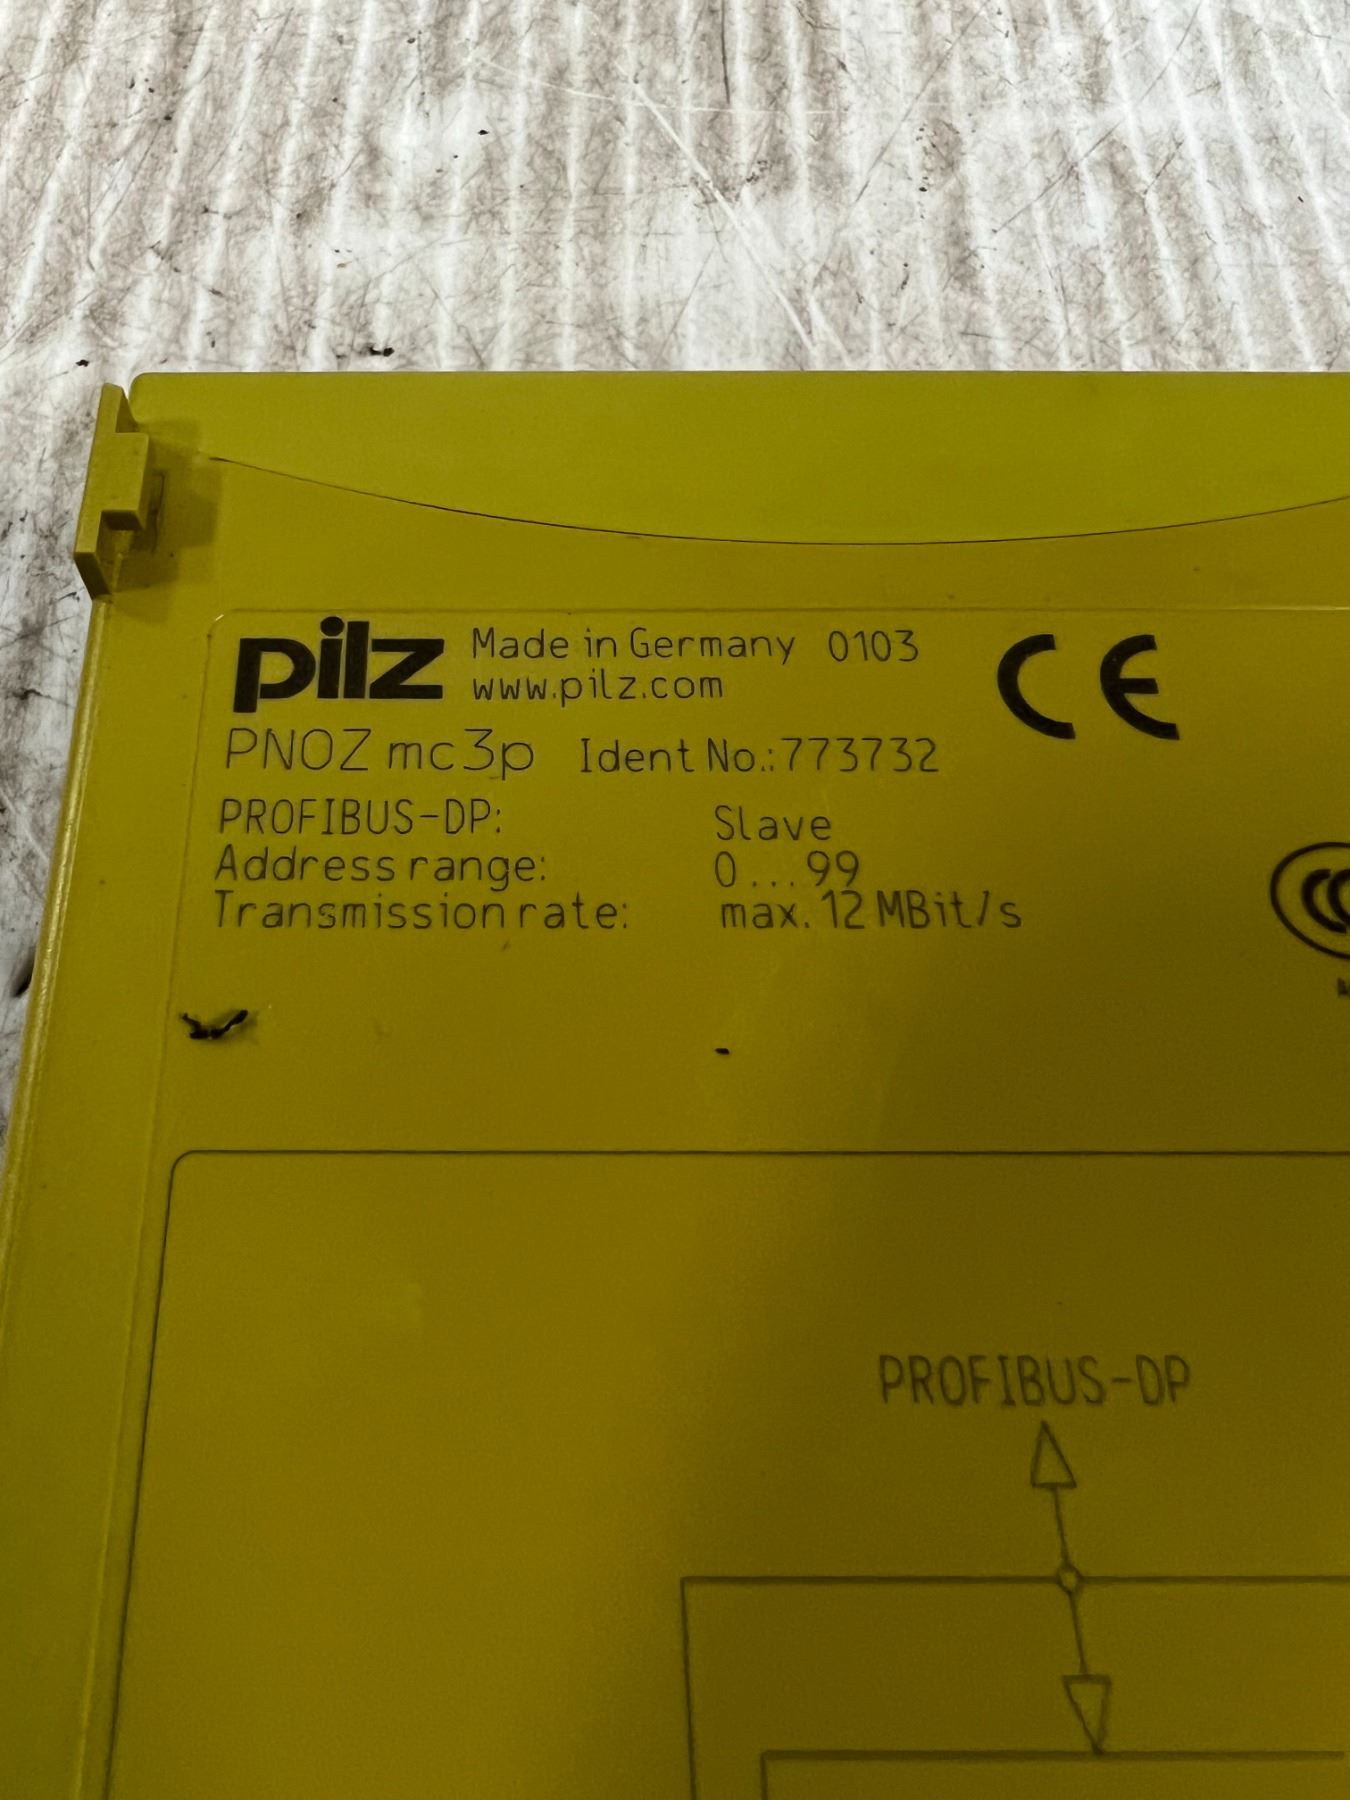 pilz Made in Germany 0103
www.pilz.com
CE
PNOZ mc3p Ident No.:773732
PROFIBUS-DP: Slave
Address range: 0...99
Transmission rate: max. 12 MBit/s
PROFIBUS-DP